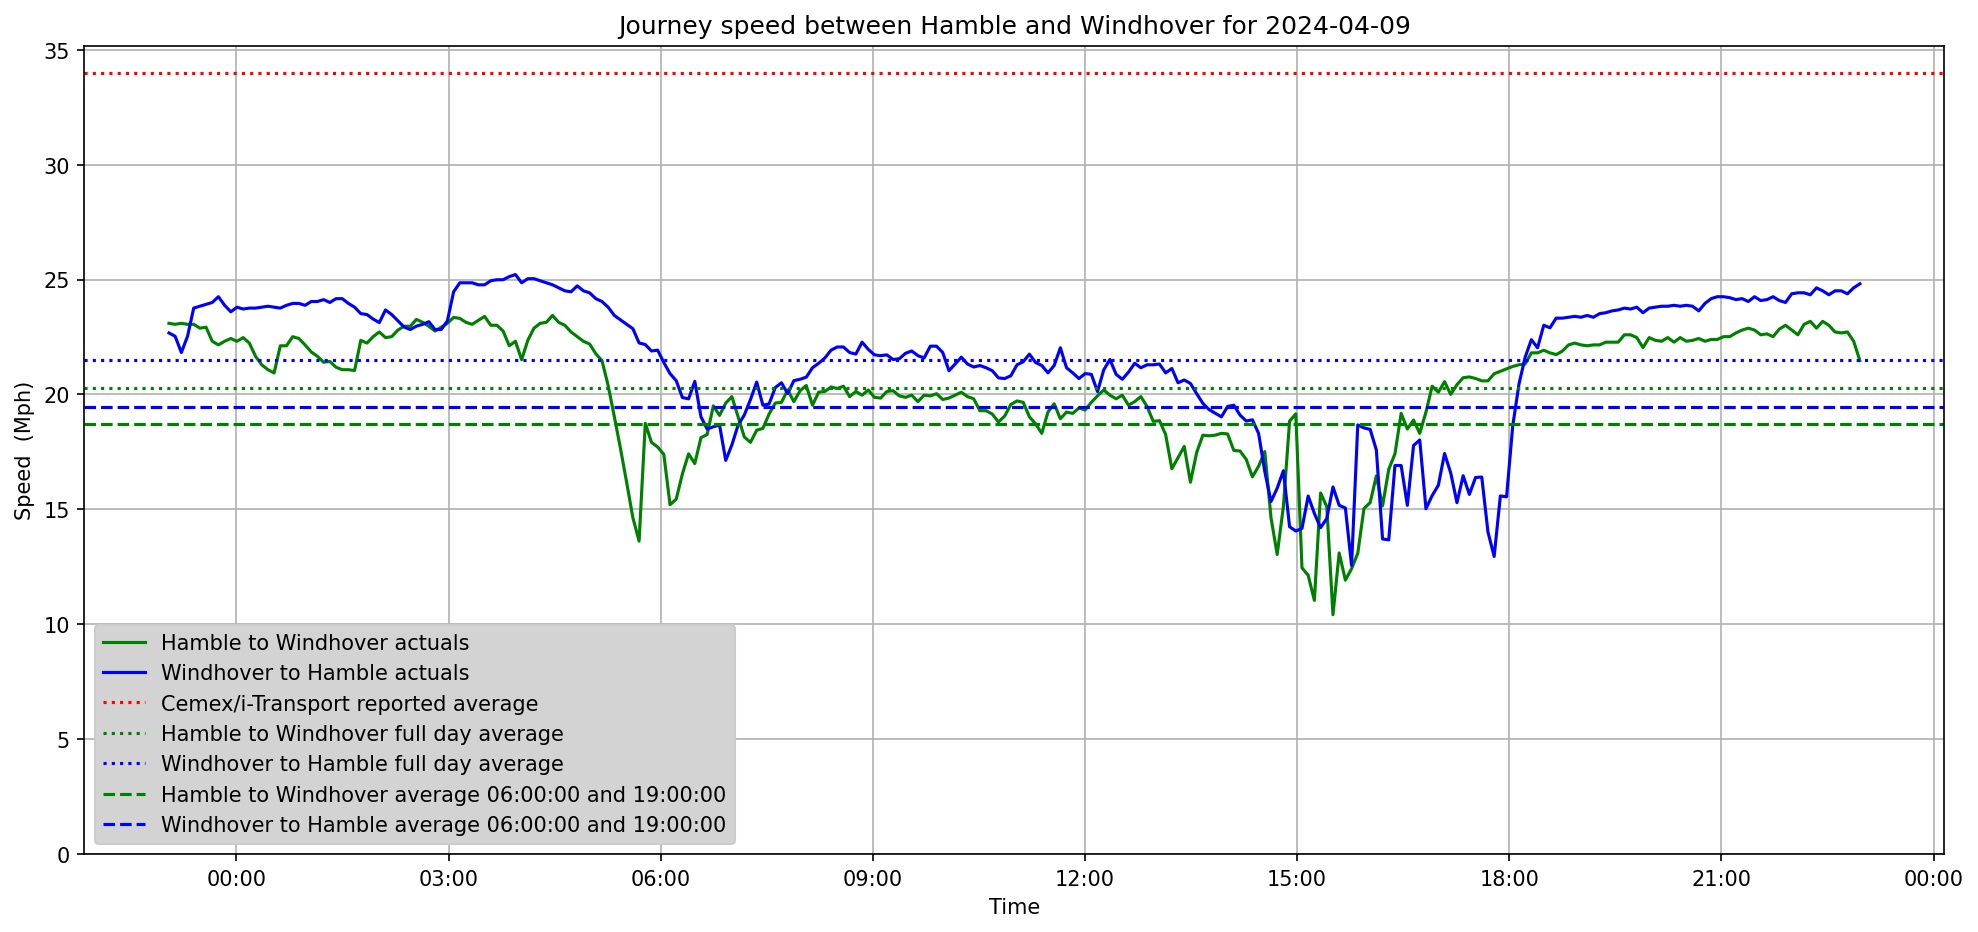 Journey speed between Hamble and Windhover for 2024-04-09
35
30
25
20
15
10
5
0
Speed (Mph)
Hamble to Windhover actuals
Windhover to Hamble actuals
Cemex/i-Transport reported average
Hamble to Windhover full day average
Windhover to Hamble full day average
Hamble to Windhover average 06:00:00 and 19:00:00
Windhover to Hamble average 06:00:00 and 19:00:00
00:00 03:00 06:00 09:00 12:00 15:00 18:00 21:00 00:00
Time